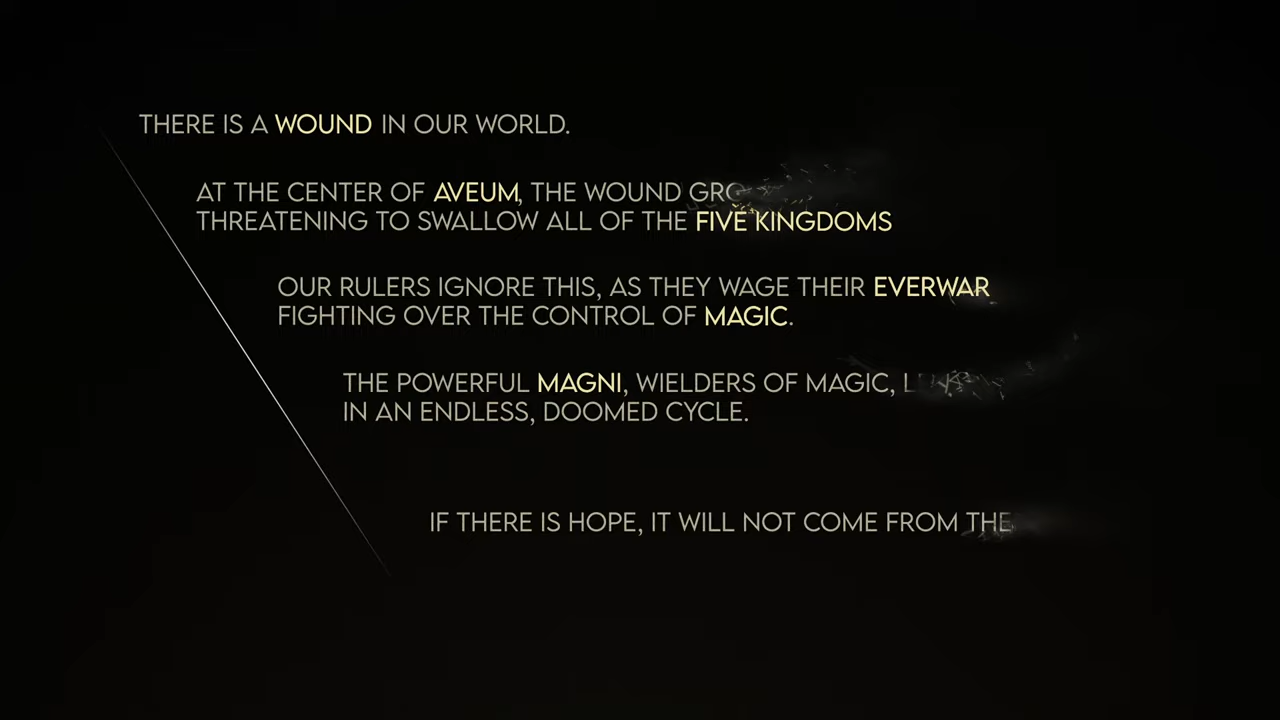 THERE IS A WOUND IN OUR WORLD.
AT THE CENTER OF AVEUM, THE WOUND
THREATENING TO SWALLOW ALL OF THE FIVE KINGDOMS
OUR RULERS IGNORE THIS, AS THEY WAGE THEIR EVERWAR
FIGHTING OVER THE CONTROL OF MAGIC.
THE POWERFUL MAGNI, WIELDERS OF MAGIC,
IN AN ENDLESS, DOOMED CYCLE.
IF THERE IS HOPE, IT WILL NOT COME FROM THE